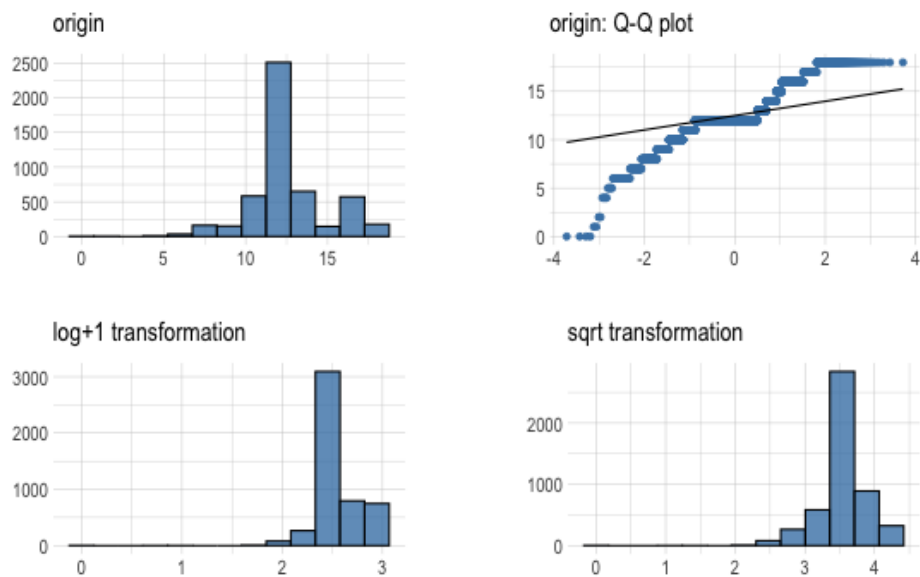 origin
2500
2000
1500
1000
500
0
0 5 10 15
origin: Q-Q plot
15
10
5
0
-4 -2 0 2 4
log+1 transformation
3000
2000
1000
0
0 1 2 3
sqrt transformation
2000
1000
0
0 1 2 3 4